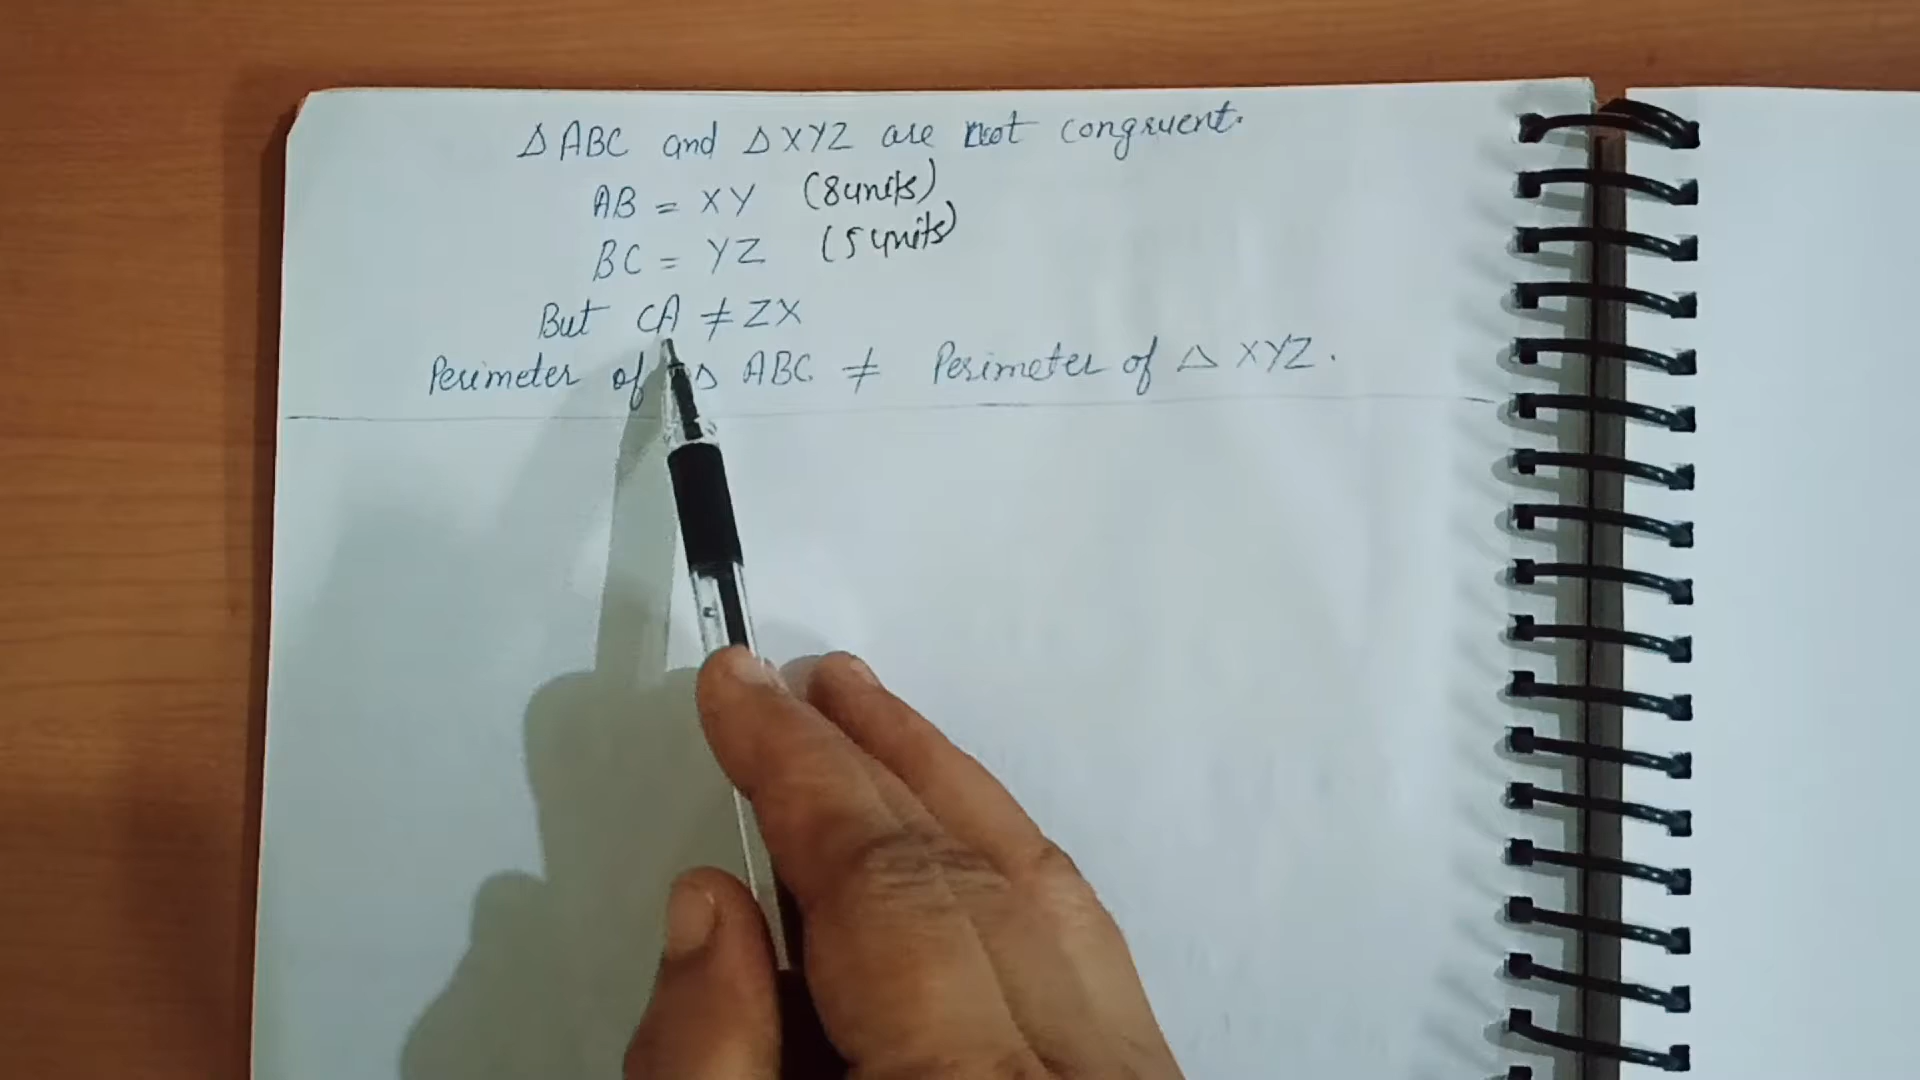 △ ABC and △ XYZ are not congruent.
AB = XY (8 units)
BC = YZ (5 units)
But CA ≠ ZX
Perimeter of △ ABC ≠ Perimeter of △ XYZ.